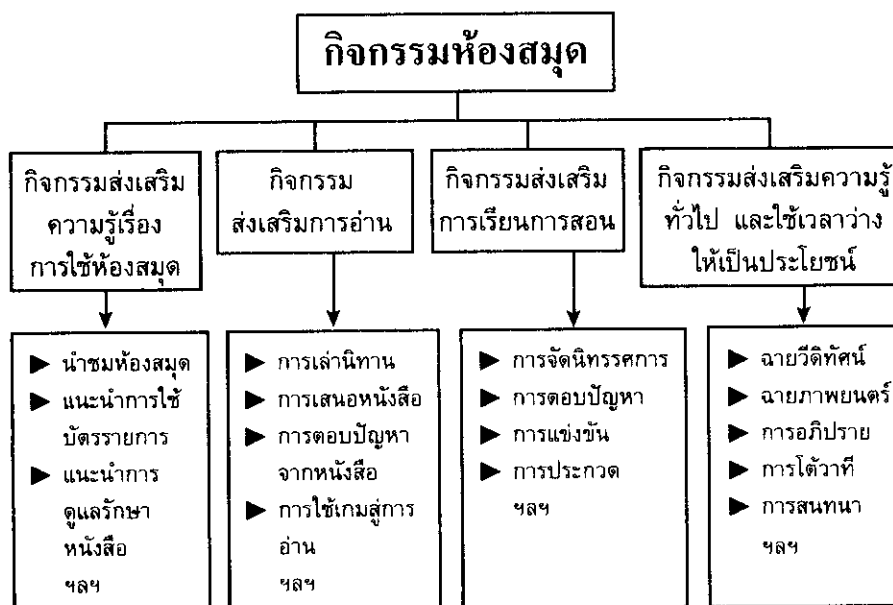 กิจกรรมห้องสมุด
กิจกรรมส่งเสริม
ความรู้เรื่อง
การใช้ห้องสมุด
กิจกรรม
ส่งเสริมการอ่าน
กิจกรรมส่งเสริม
การเรียนการสอน
กิจกรรมส่งเสริมความรู้
ทั่วไป และใช้เวลาว่าง
ให้เป็นประโยชน์
▶ นำชมห้องสมุด
▶ แนะนำการใช้
บัตรรายการ
▶ แนะนำการ
ดูแลรักษา
หนังสือ
ฯลฯ
▶ การเล่านิทาน
▶ การเสนอหนังสือ
▶ การตอบปัญหา
จากหนังสือ
▶ การใช้เกมสู่การ
อ่าน
ฯลฯ
▶ การจัดนิทรรศการ
▶ การตอบปัญหา
▶ การแข่งขัน
▶ การประกวด
ฯลฯ
▶ ฉายวีดิทัศน์
▶ ฉายภาพยนตร์
▶ การอภิปราย
▶ การโต้วาที
▶ การสนทนา
ฯลฯ